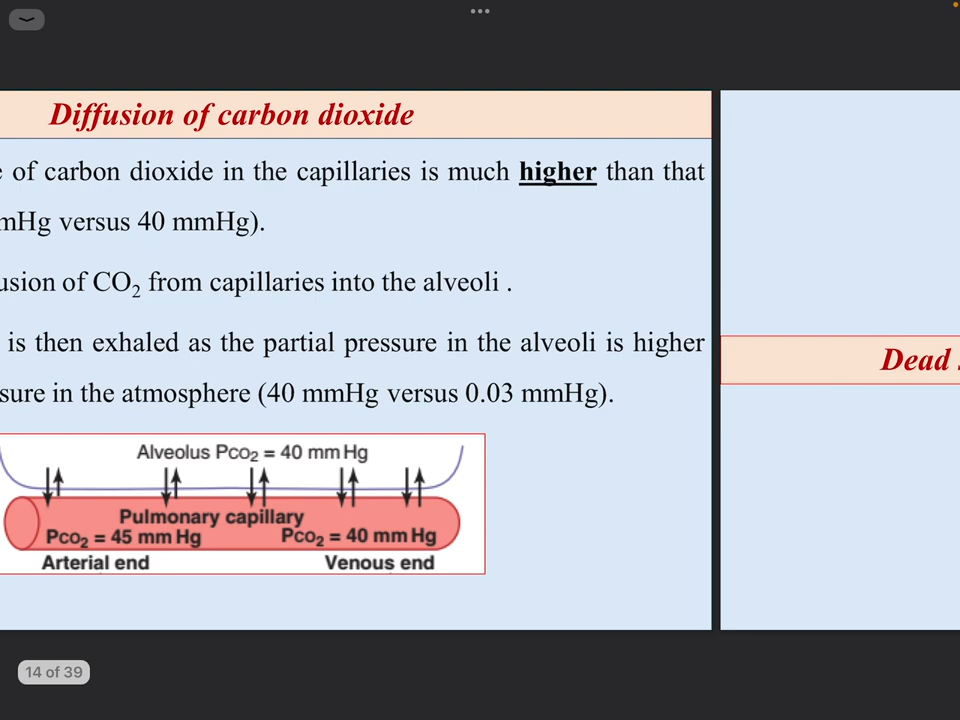 Diffusion of carbon dioxide
of carbon dioxide in the capillaries is much higher than that
mHg versus 40 mmHg).
usion of CO₂ from capillaries into the alveoli .
is then exhaled as the partial pressure in the alveoli is higher
sure in the atmosphere (40 mmHg versus 0.03 mmHg).
Alveolus PCO₂ = 40 mm Hg
Pulmonary capillary
PCO₂ = 45 mm Hg PCO₂ = 40 mm Hg
Arterial end Venous end
Dead
14 of 39